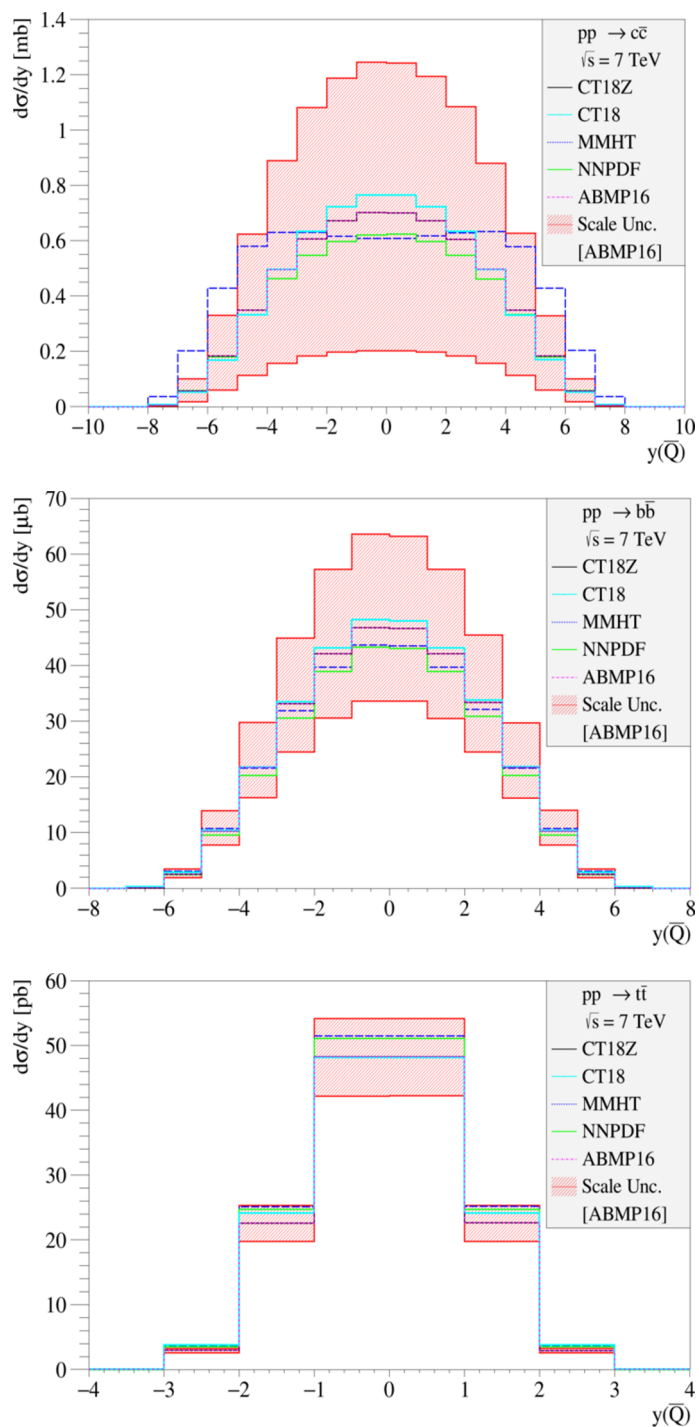 dσ/dy [mb]
1.4
1.2
1
0.8
0.6
0.4
0.2
0
−10 −8 −6 −4 −2 0 2 4 6 8 10
y(Q̅)
pp → cc̅
√s = 7 TeV
CT18Z
CT18
MMHT
NNPDF
ABMP16
Scale Unc.
[ABMP16]
dσ/dy [μb]
70
60
50
40
30
20
10
0
−8 −6 −4 −2 0 2 4 6 8
y(Q̅)
pp → bb̅
√s = 7 TeV
CT18Z
CT18
MMHT
NNPDF
ABMP16
Scale Unc.
[ABMP16]
dσ/dy [pb]
60
50
40
30
20
10
0
−4 −3 −2 −1 0 1 2 3 4
y(Q̅)
pp → tt̅
√s = 7 TeV
CT18Z
CT18
MMHT
NNPDF
ABMP16
Scale Unc.
[ABMP16]